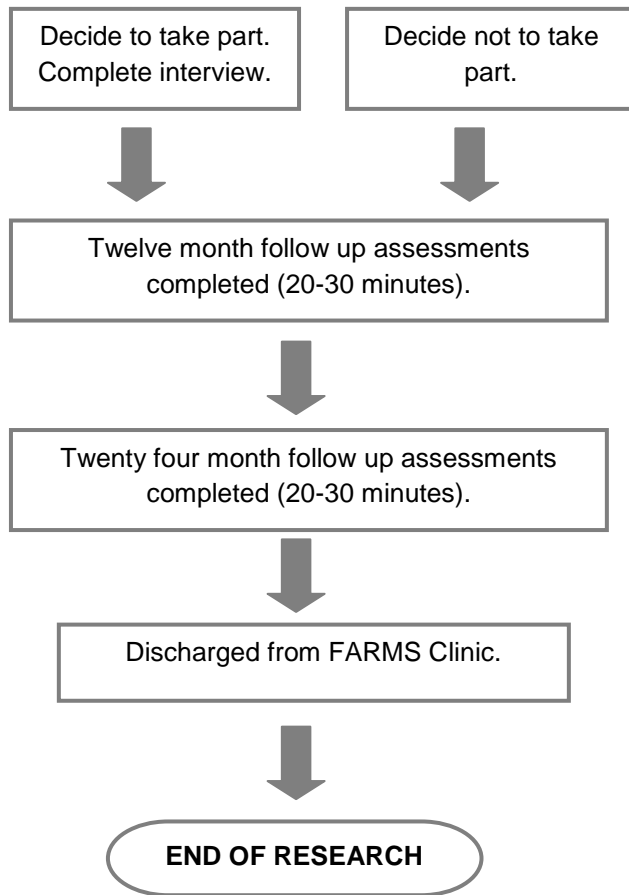 Decide to take part.
Complete interview.
Decide not to take
part.
Twelve month follow up assessments
completed (20-30 minutes).
Twenty four month follow up assessments
completed (20-30 minutes).
Discharged from FARMS Clinic.
END OF RESEARCH